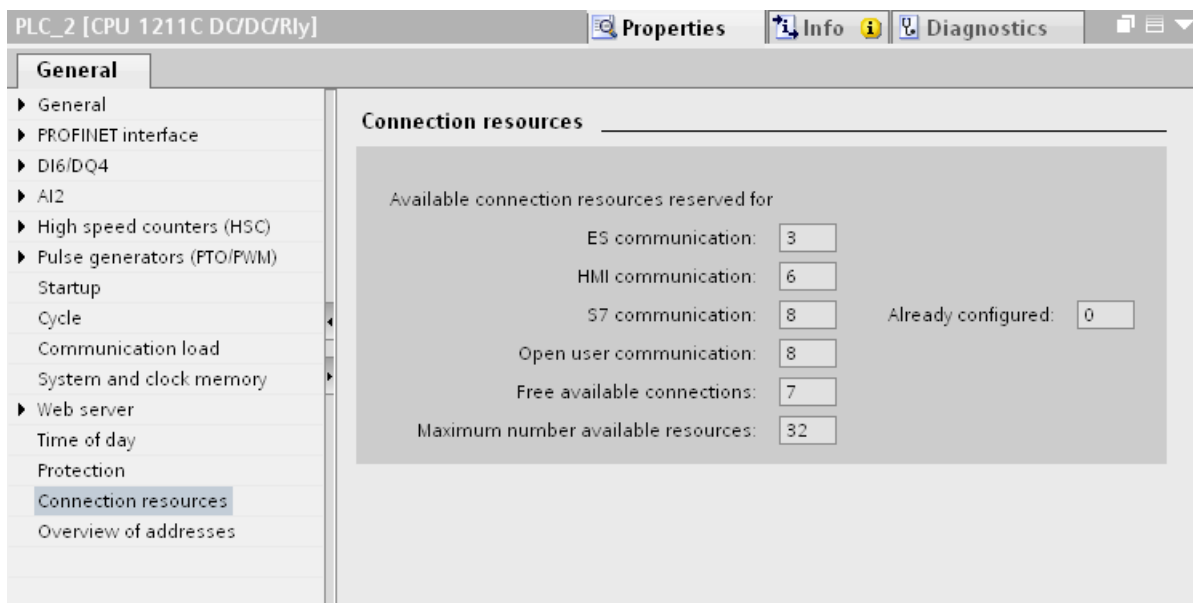 PLC_2 [CPU 1211C DC/DC/Rly]
Properties
Info
Diagnostics
General
General
PROFINET interface
DI6/DQ4
AI2
High speed counters (HSC)
Pulse generators (PTO/PWM)
Startup
Cycle
Communication load
System and clock memory
Web server
Time of day
Protection
Connection resources
Overview of addresses
Connection resources
Available connection resources reserved for
ES communication: 3
HMI communication: 6
S7 communication: 8 Already configured: 0
Open user communication: 8
Free available connections: 7
Maximum number available resources: 32